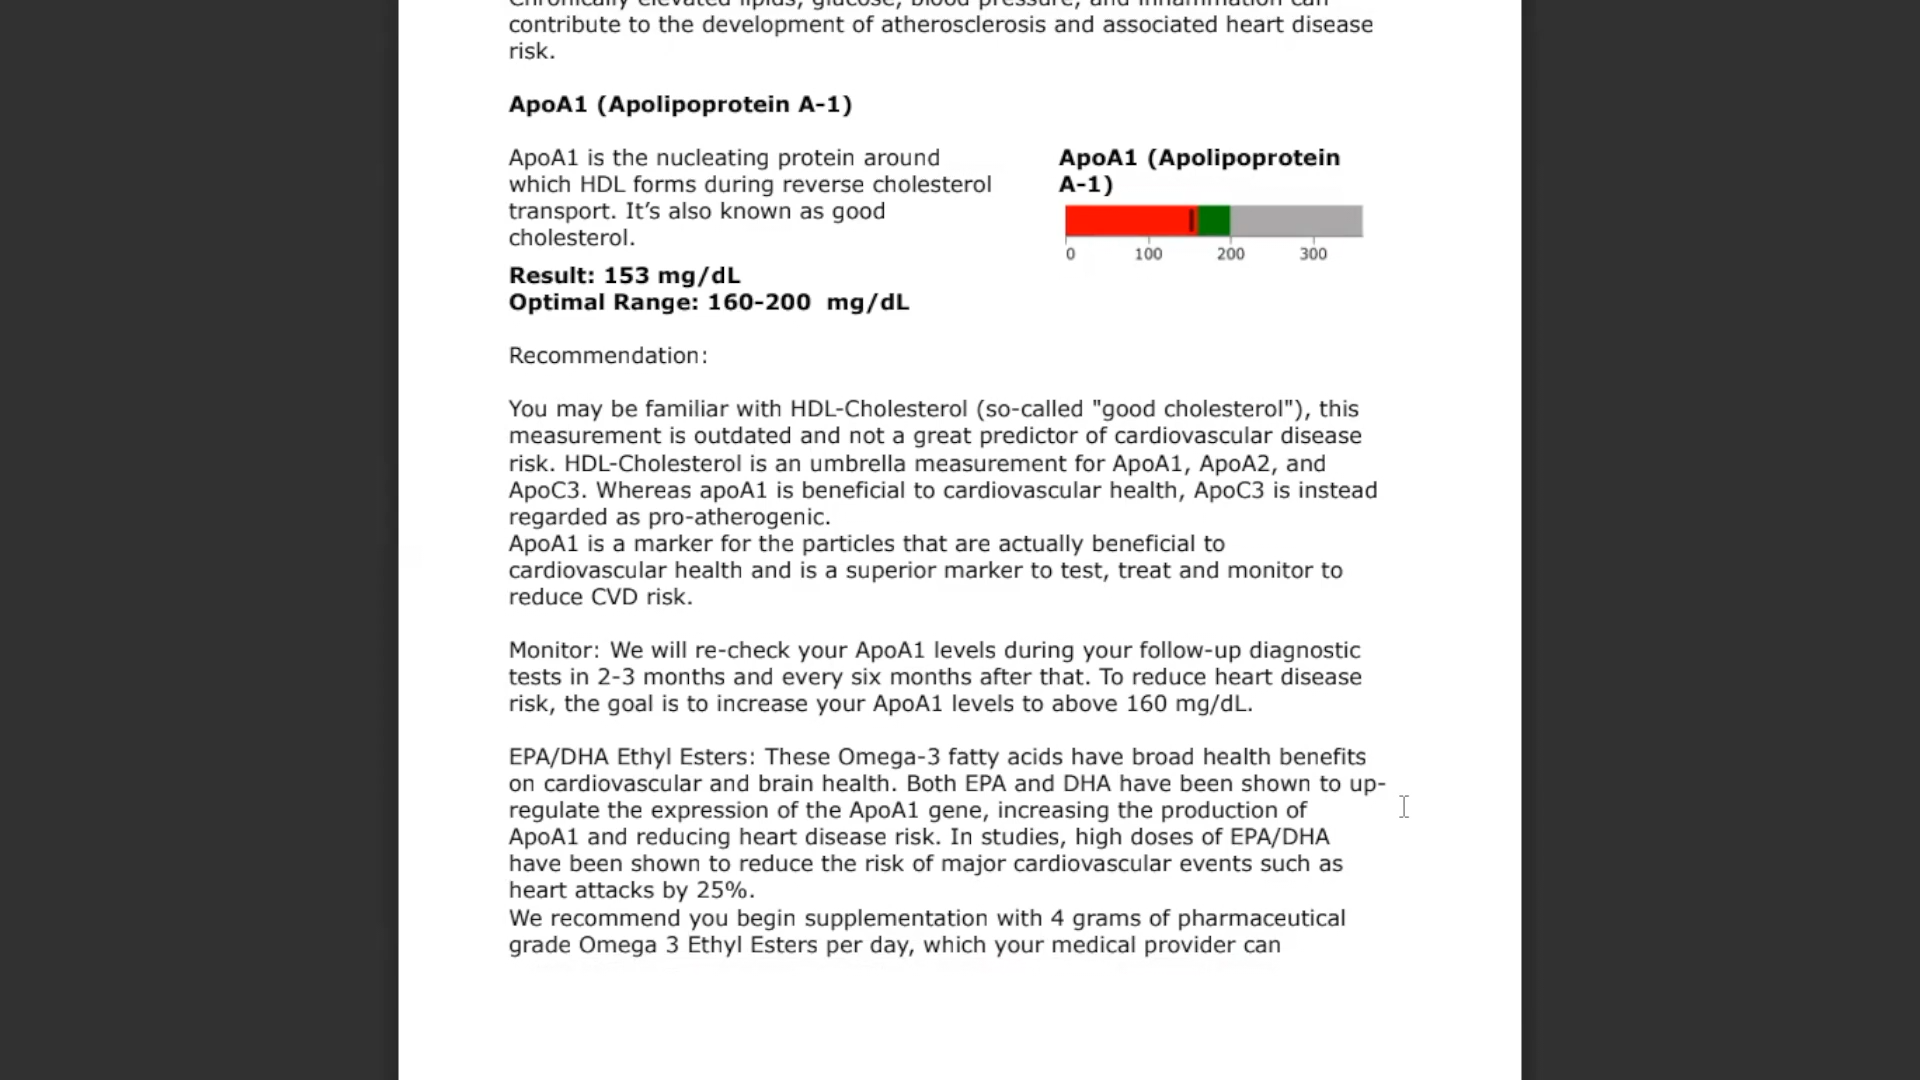 Chronically elevated lipids, glucose, blood pressure, and inflammation can
contribute to the development of atherosclerosis and associated heart disease
risk.
ApoA1 (Apolipoprotein A-1)
ApoA1 is the nucleating protein around
which HDL forms during reverse cholesterol
transport. It’s also known as good
cholesterol.
Result: 153 mg/dL
Optimal Range: 160-200  mg/dL
ApoA1 (Apolipoprotein
A-1)
0 100 200 300
Recommendation:
You may be familiar with HDL-Cholesterol (so-called "good cholesterol"), this
measurement is outdated and not a great predictor of cardiovascular disease
risk. HDL-Cholesterol is an umbrella measurement for ApoA1, ApoA2, and
ApoC3. Whereas apoA1 is beneficial to cardiovascular health, ApoC3 is instead
regarded as pro-atherogenic.
ApoA1 is a marker for the particles that are actually beneficial to
cardiovascular health and is a superior marker to test, treat and monitor to
reduce CVD risk.
Monitor: We will re-check your ApoA1 levels during your follow-up diagnostic
tests in 2-3 months and every six months after that. To reduce heart disease
risk, the goal is to increase your ApoA1 levels to above 160 mg/dL.
EPA/DHA Ethyl Esters: These Omega-3 fatty acids have broad health benefits
on cardiovascular and brain health. Both EPA and DHA have been shown to up-
regulate the expression of the ApoA1 gene, increasing the production of
ApoA1 and reducing heart disease risk. In studies, high doses of EPA/DHA
have been shown to reduce the risk of major cardiovascular events such as
heart attacks by 25%.
We recommend you begin supplementation with 4 grams of pharmaceutical
grade Omega 3 Ethyl Esters per day, which your medical provider can